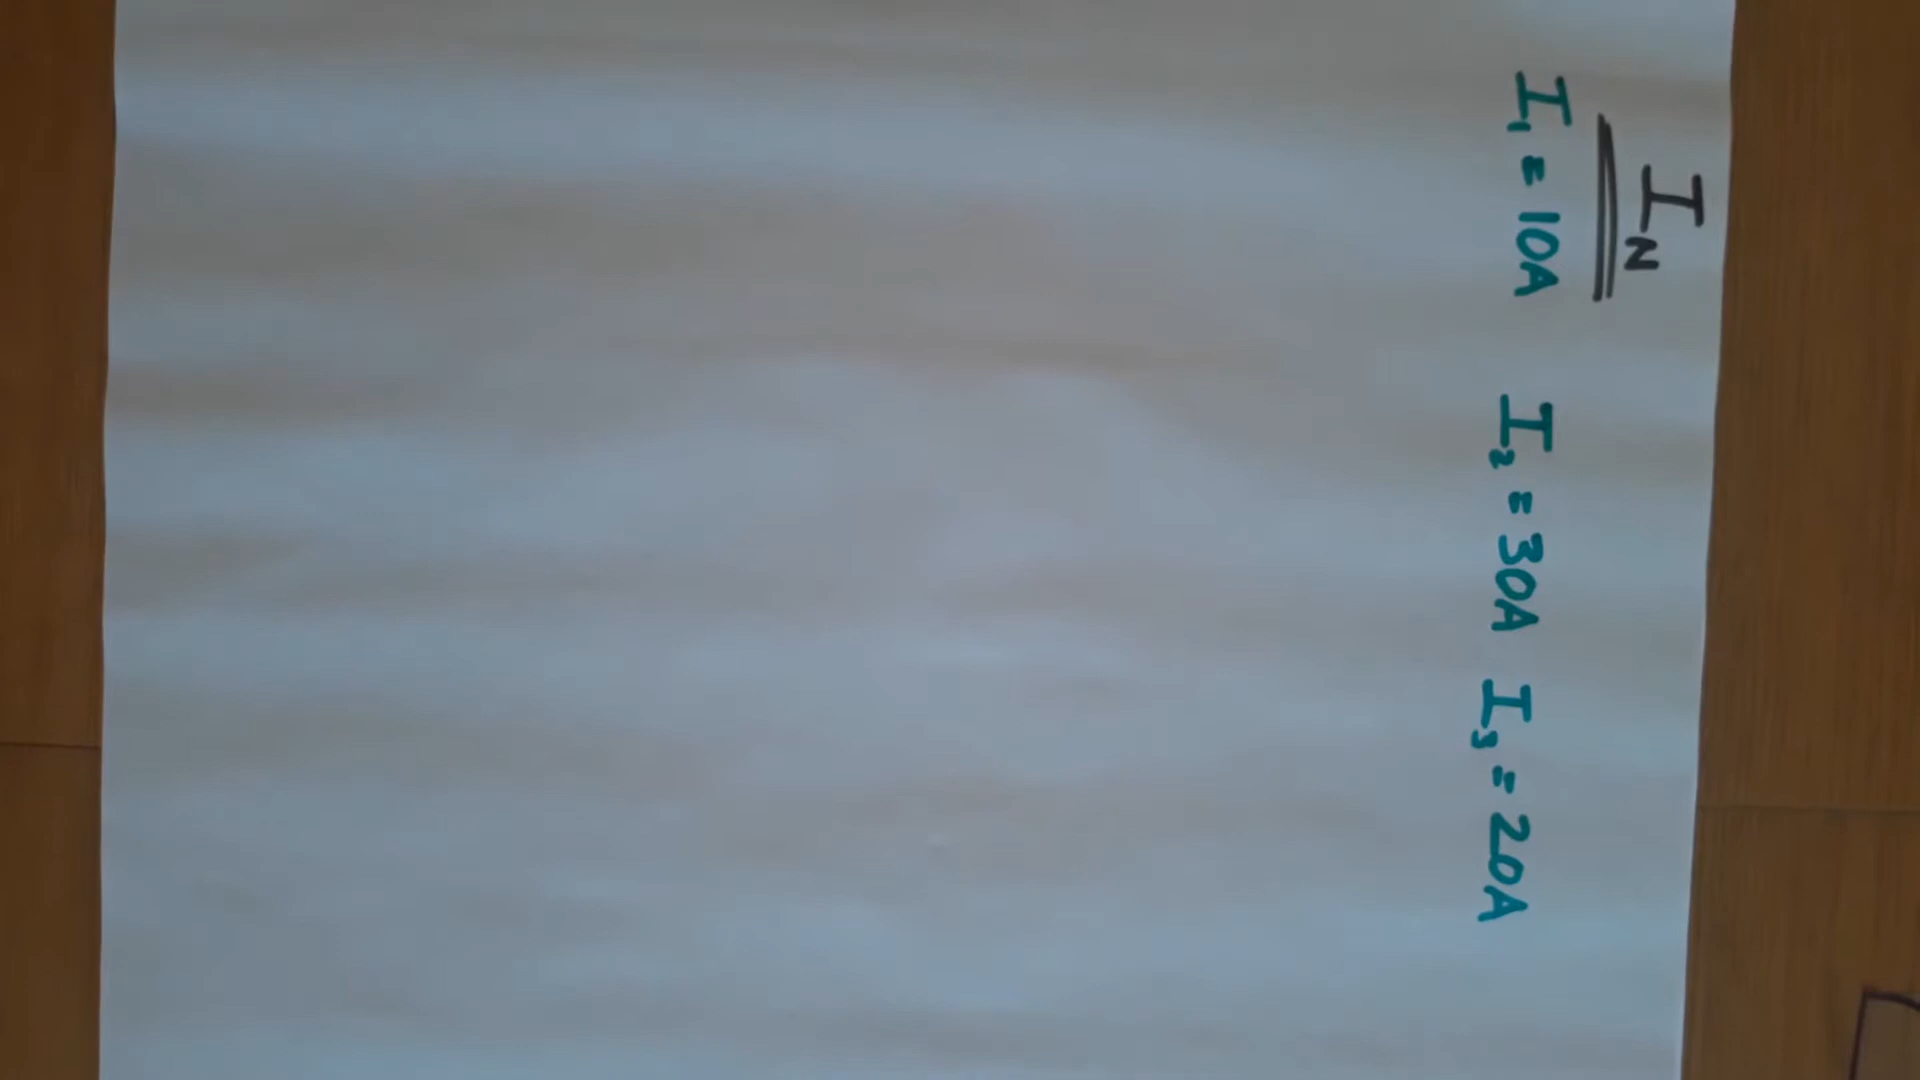 I_N
I₁ = 10A I₂ = 30A I₃ = 20A